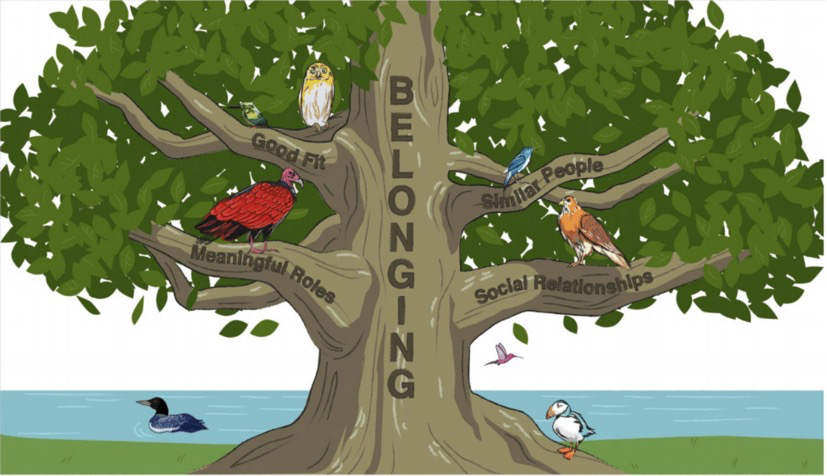 BELONGING
Good Fit
Similar People
Meaningful Roles
Social Relationships